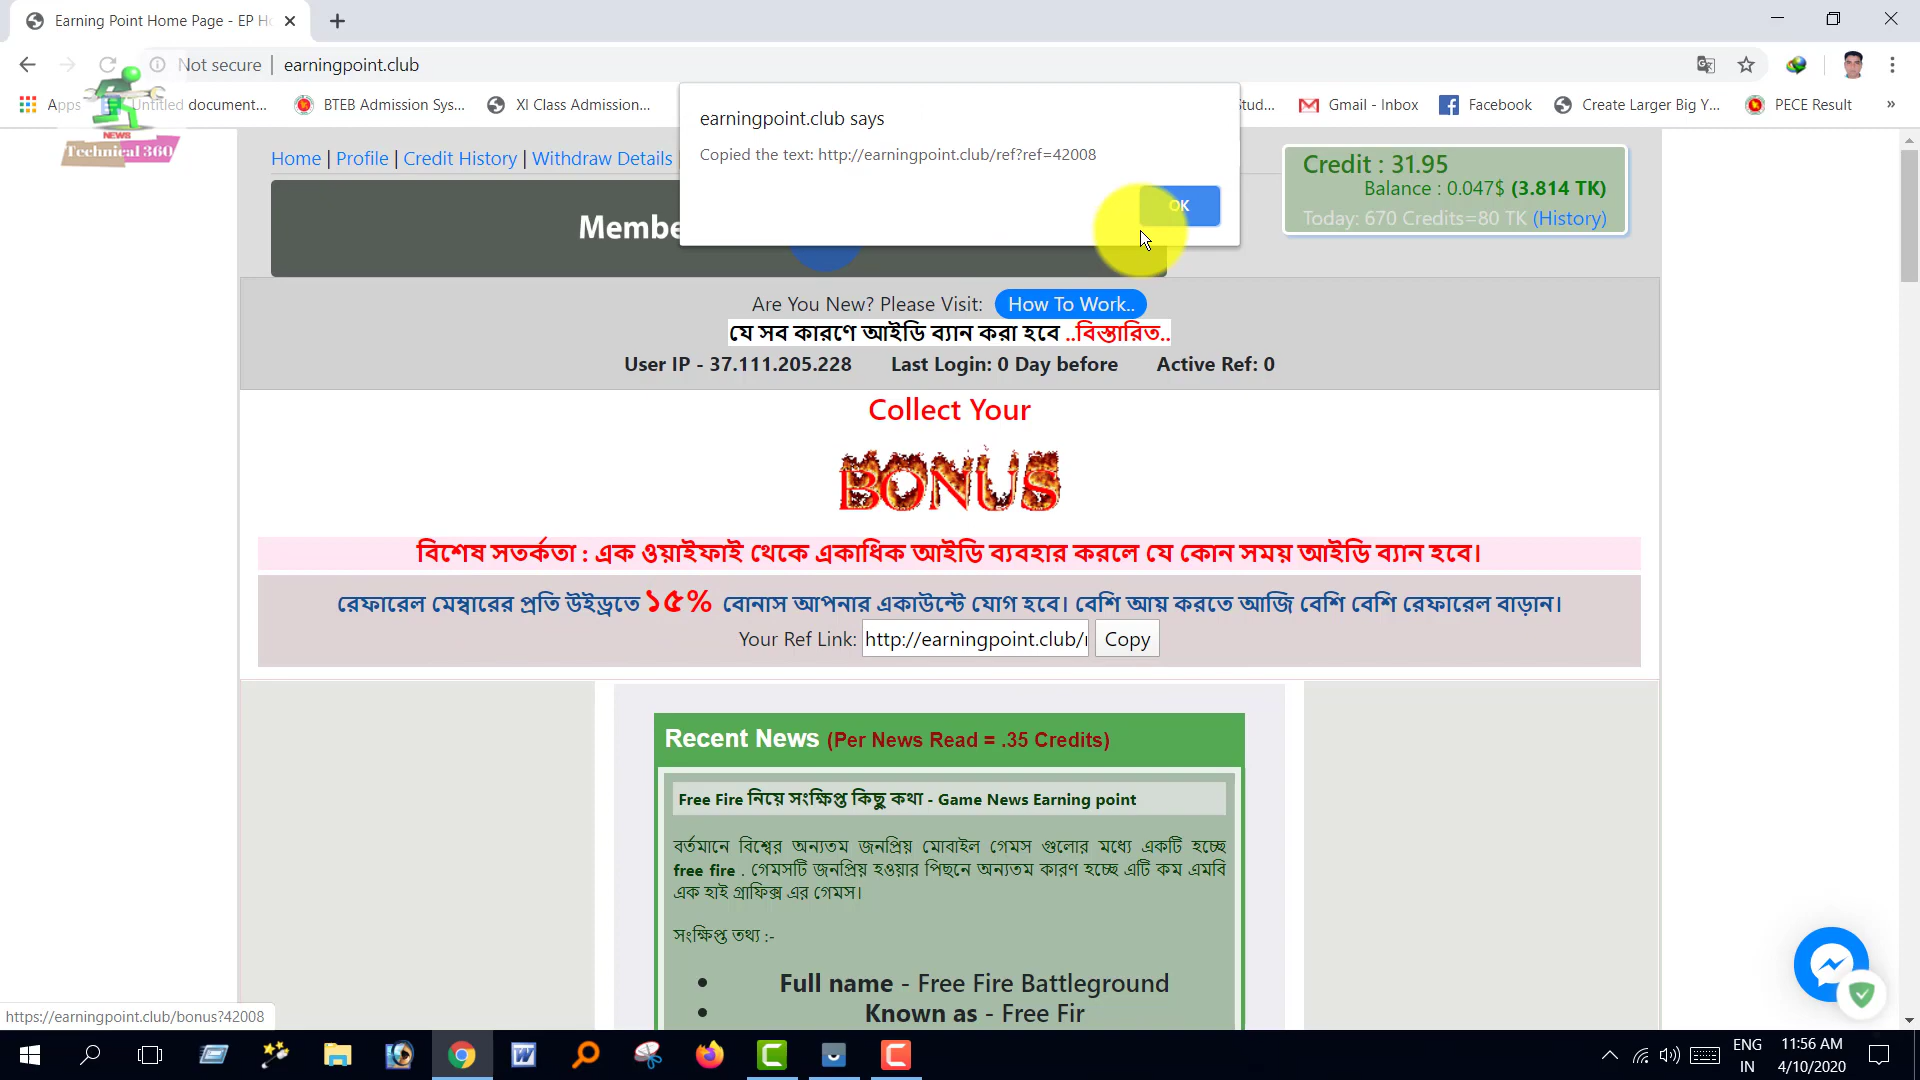 Earning Point Home Page - EP H
Not secure | earningpoint.club
Apps
Untitled document...
BTEB Admission Sys...
XI Class Admission...
Stud...
Gmail - Inbox
Facebook
Create Larger Big Y...
PECE Result
»
NEWS
Technical 360
earningpoint.club says
Copied the text: http://earningpoint.club/ref?ref=42008
OK
Home | Profile | Credit History | Withdraw Details
Credit : 31.95
Balance : 0.047$ (3.814 TK)
Today: 670 Credits=80 TK (History)
Membe
Are You New? Please Visit: How To Work..
যে সব কারণে আইডি ব্যান করা হবে ..বিস্তারিত..
User IP - 37.111.205.228 Last Login: 0 Day before Active Ref: 0
Collect Your
BONUS
বিশেষ সতর্কতা : এক ওয়াইফাই থেকে একাধিক আইডি ব্যবহার করলে যে কোন সময় আইডি ব্যান হবে।
রেফারেল মেম্বারের প্রতি উইড্রতে ১৫% বোনাস আপনার একাউন্টে যোগ হবে। বেশি আয় করতে আজি বেশি বেশি রেফারেল বাড়ান।
Your Ref Link: http://earningpoint.club/r Copy
Recent News (Per News Read = .35 Credits)
Free Fire নিয়ে সংক্ষিপ্ত কিছু কথা - Game News Earning point
বর্তমানে বিশ্বের অন্যতম জনপ্রিয় মোবাইল গেমস গুলোর মধ্যে একটি হচ্ছে
free fire . গেমসটি জনপ্রিয় হওয়ার পিছনে অন্যতম কারণ হচ্ছে এটি কম এমবি
এক হাই গ্রাফিক্স এর গেমস।
সংক্ষিপ্ত তথ্য :-
• Full name - Free Fire Battleground
• Known as - Free Fir
https://earningpoint.club/bonus?42008
ENG
IN
11:56 AM
4/10/2020